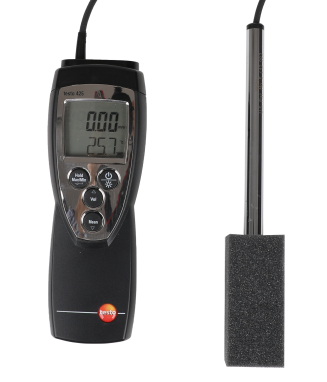 testo 425
0.00
25.7
Hold
Max/Min
Vol
Mean
testo